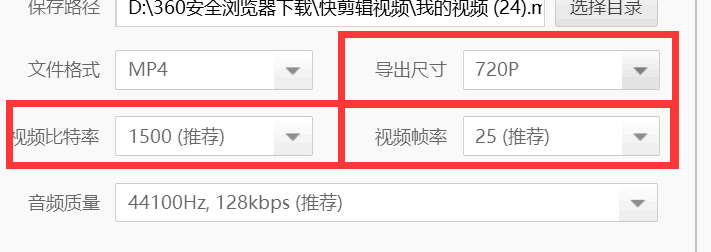 保存路径 D:\360安全浏览器下载\快剪辑视频\我的视频 (24).m 选择目录
文件格式 MP4 导出尺寸 720P
视频比特率 1500 (推荐) 视频帧率 25 (推荐)
音频质量 44100Hz, 128kbps (推荐)